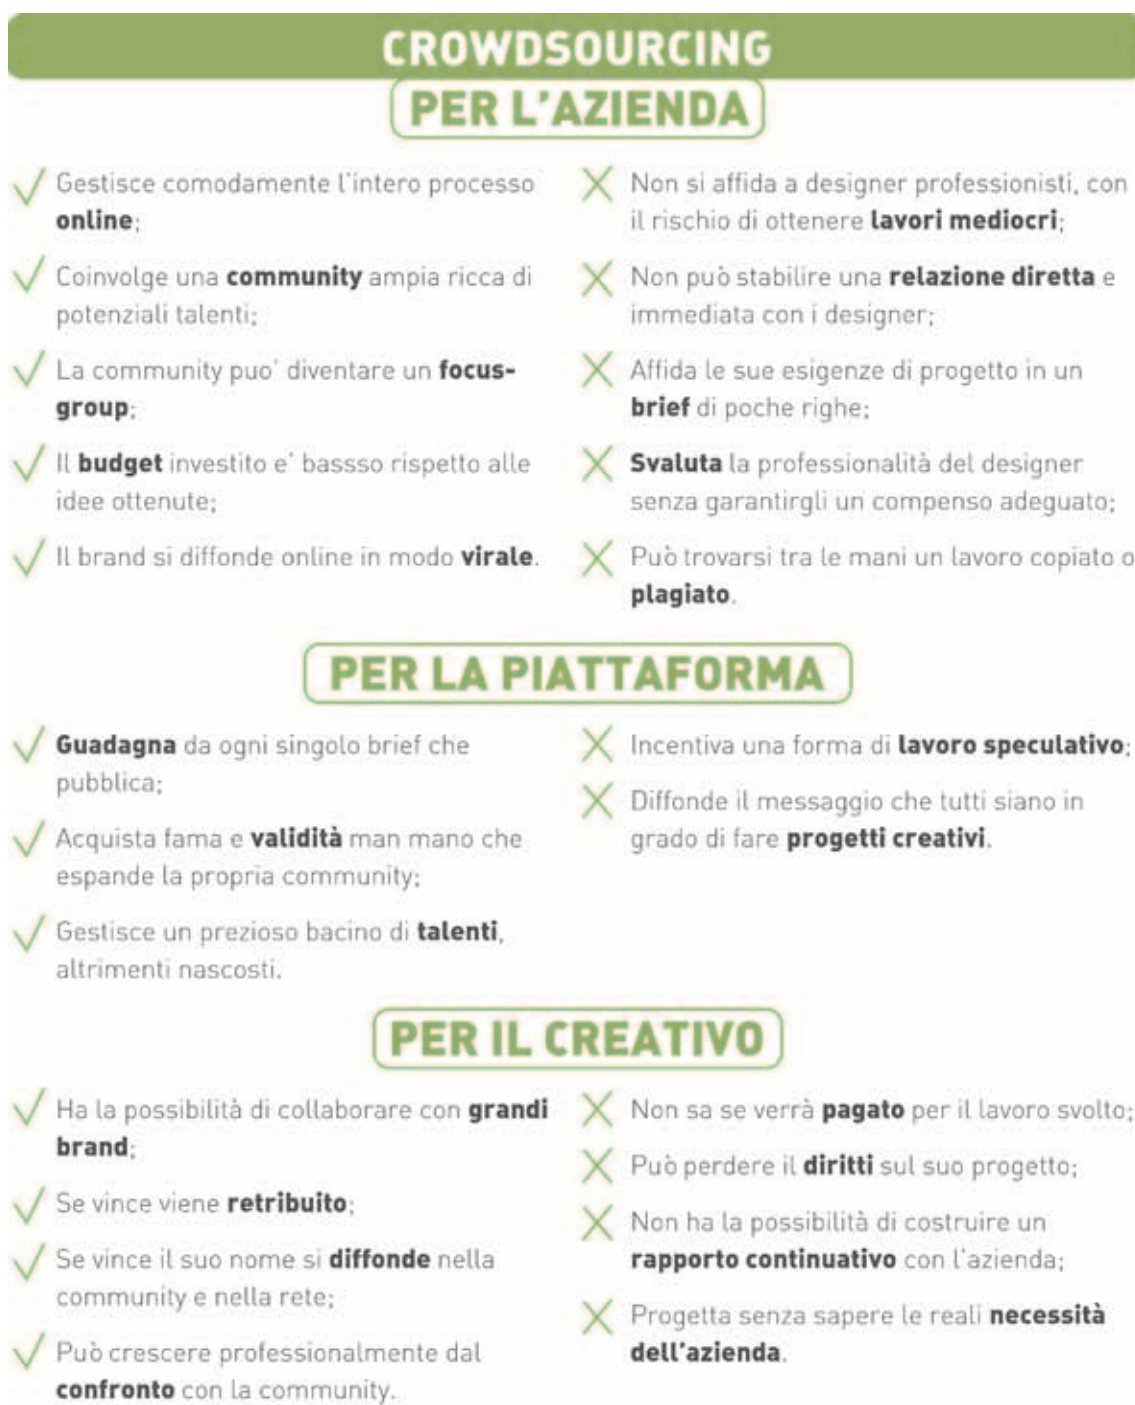 CROWDSOURCING
PER L'AZIENDA
Gestisce comodamente l'intero processo
online;
Coinvolge una community ampia ricca di
potenziali talenti;
La community puo' diventare un focus-
group;
Il budget investito e' bassso rispetto alle
idee ottenute;
Il brand si diffonde online in modo virale.
Non si affida a designer professionisti, con
il rischio di ottenere lavori mediocri;
Non può stabilire una relazione diretta e
immediata con i designer;
Affida le sue esigenze di progetto in un
brief di poche righe;
Svaluta la professionalità del designer
senza garantirgli un compenso adeguato;
Può trovarsi tra le mani un lavoro copiato o
plagiato.
PER LA PIATTAFORMA
Guadagna da ogni singolo brief che
pubblica;
Acquista fama e validità man mano che
espande la propria community;
Gestisce un prezioso bacino di talenti,
altrimenti nascosti.
Incentiva una forma di lavoro speculativo;
Diffonde il messaggio che tutti siano in
grado di fare progetti creativi.
PER IL CREATIVO
Ha la possibilità di collaborare con grandi
brand;
Se vince viene retribuito;
Se vince il suo nome si diffonde nella
community e nella rete;
Può crescere professionalmente dal
confronto con la community.
Non sa se verrà pagato per il lavoro svolto;
Può perdere il diritti sul suo progetto;
Non ha la possibilità di costruire un
rapporto continuativo con l'azienda;
Progetta senza sapere le reali necessità
dell'azienda.